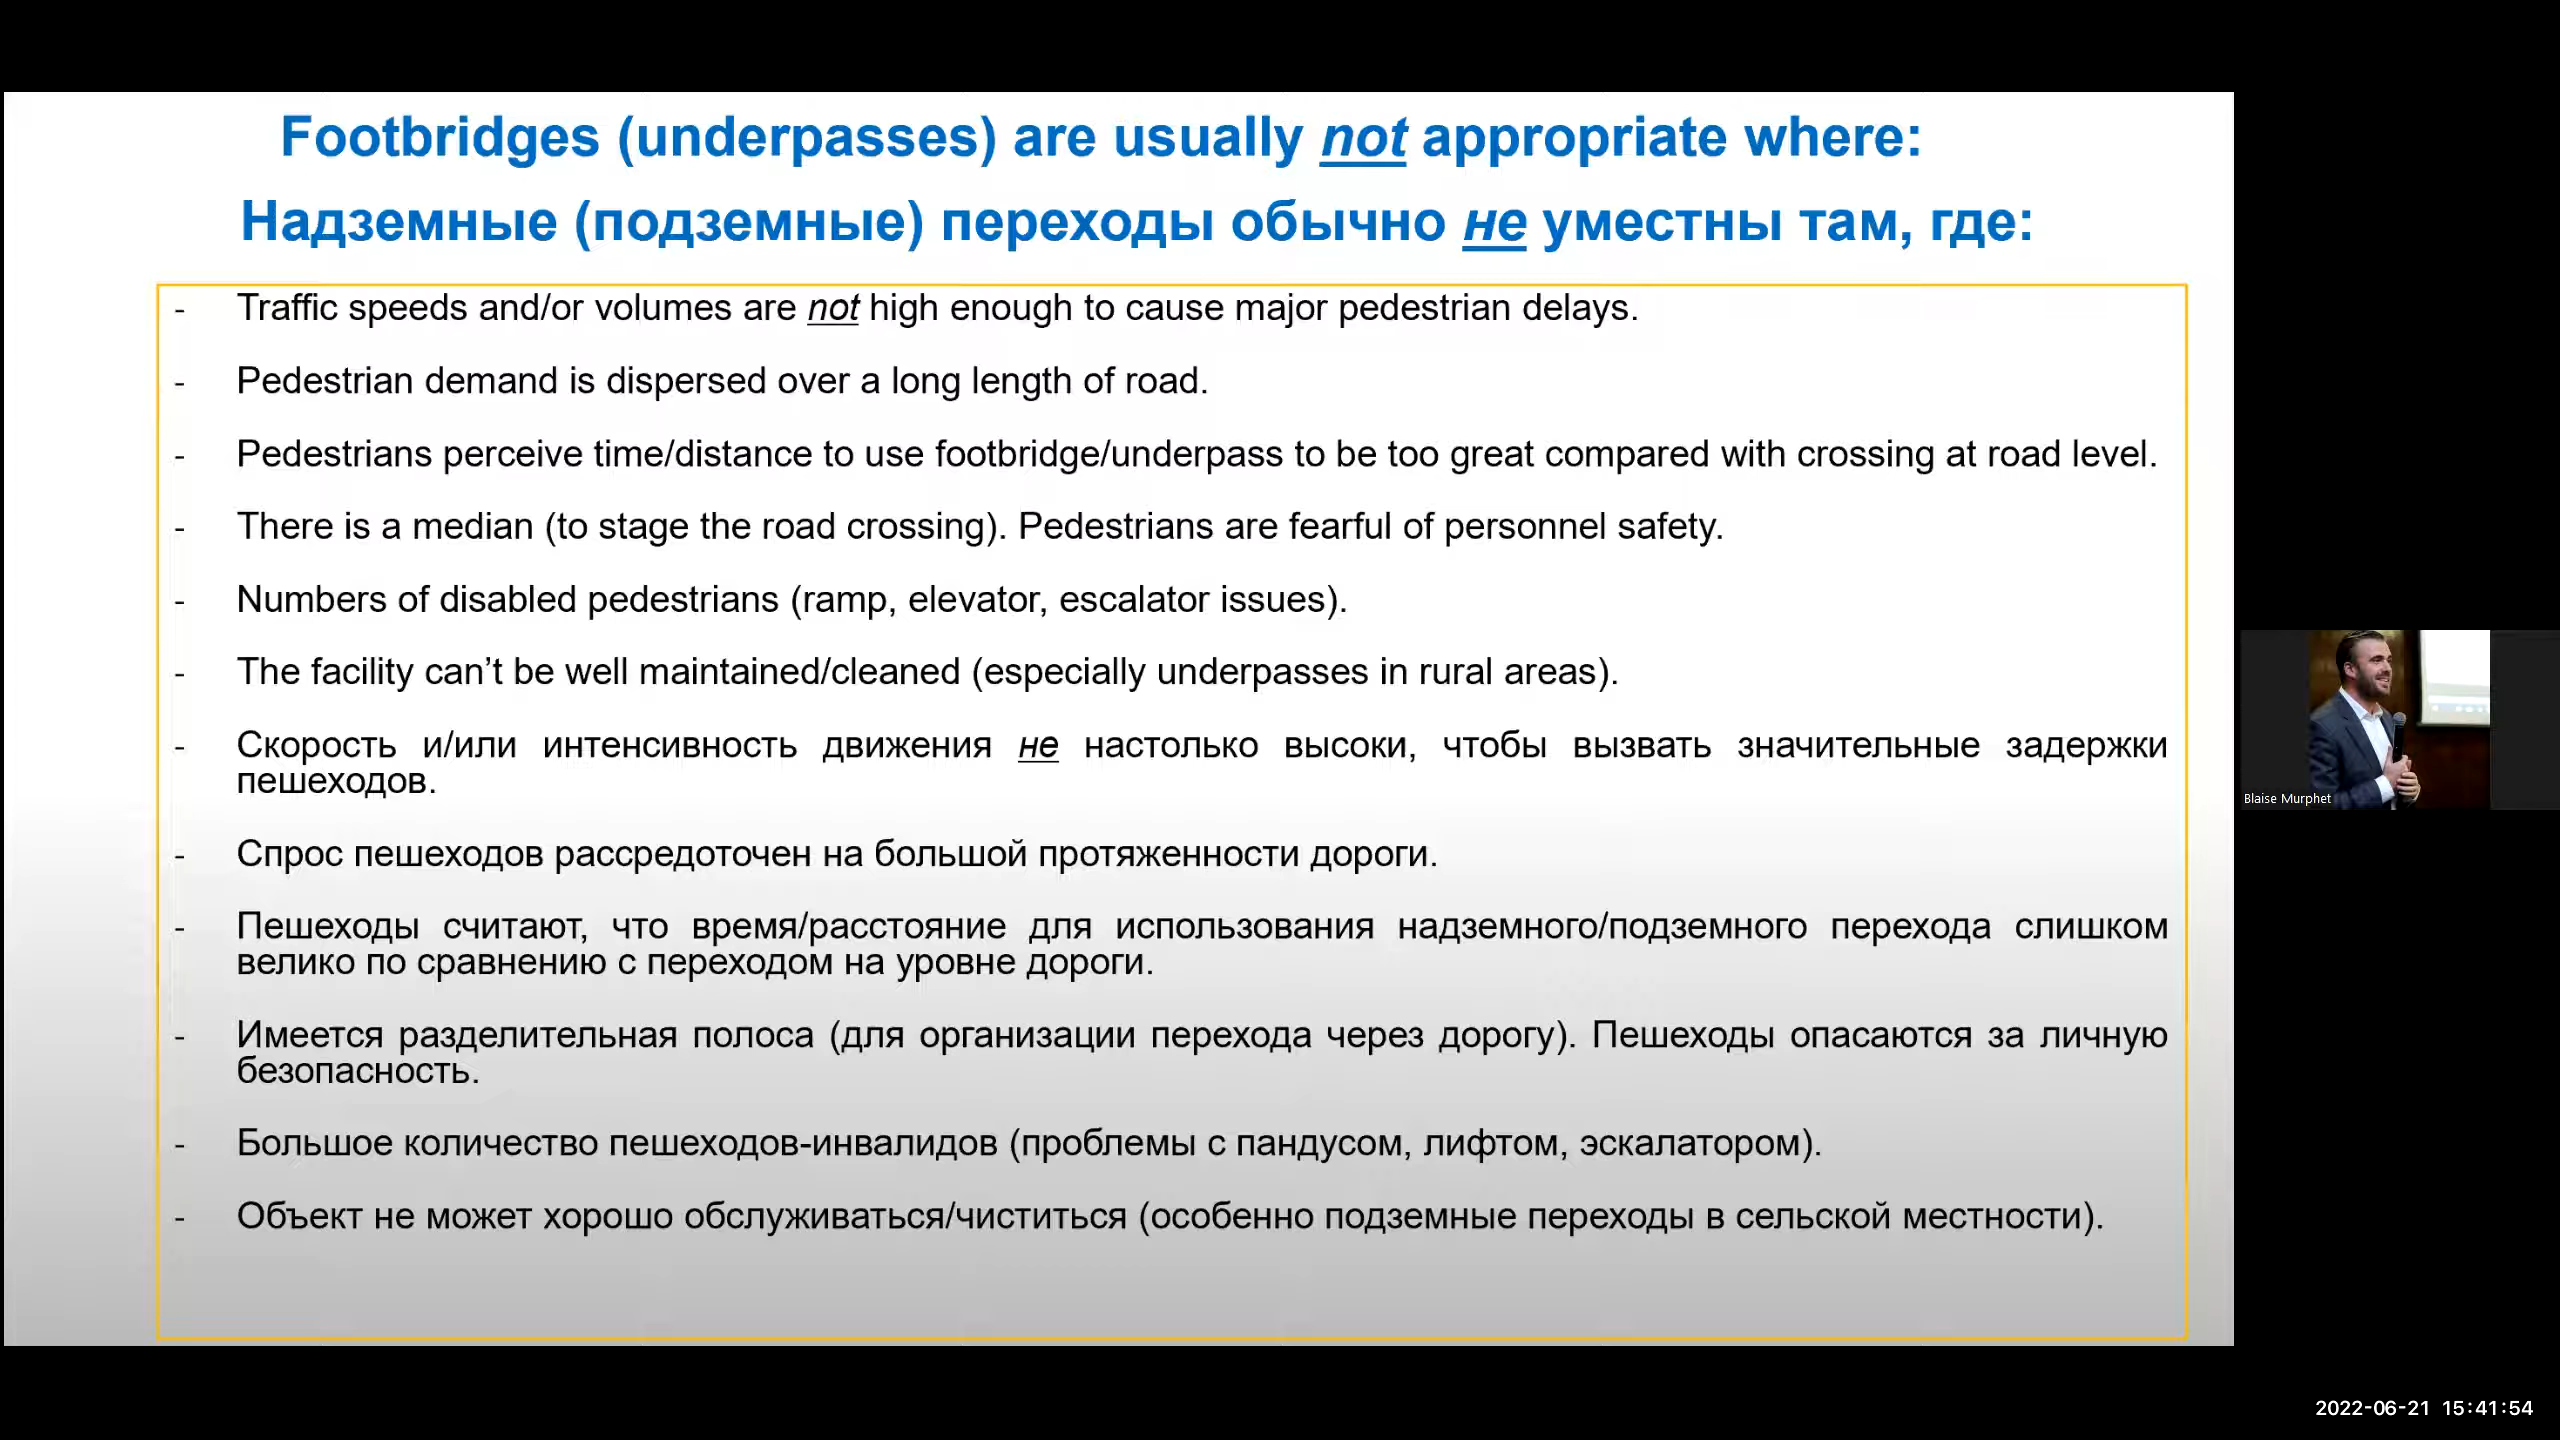 Footbridges (underpasses) are usually not appropriate where:
Надземные (подземные) переходы обычно не уместны там, где:
- Traffic speeds and/or volumes are not high enough to cause major pedestrian delays.
- Pedestrian demand is dispersed over a long length of road.
- Pedestrians perceive time/distance to use footbridge/underpass to be too great compared with crossing at road level.
- There is a median (to stage the road crossing). Pedestrians are fearful of personnel safety.
- Numbers of disabled pedestrians (ramp, elevator, escalator issues).
- The facility can’t be well maintained/cleaned (especially underpasses in rural areas).
- Скорость и/или интенсивность движения не настолько высоки, чтобы вызвать значительные задержки
пешеходов.
- Спрос пешеходов рассредоточен на большой протяженности дороги.
- Пешеходы считают, что время/расстояние для использования надземного/подземного перехода слишком
велико по сравнению с переходом на уровне дороги.
- Имеется разделительная полоса (для организации перехода через дорогу). Пешеходы опасаются за личную
безопасность.
- Большое количество пешеходов-инвалидов (проблемы с пандусом, лифтом, эскалатором).
- Объект не может хорошо обслуживаться/чиститься (особенно подземные переходы в сельской местности).
Blaise Murphet
2022-06-21 15:41:54